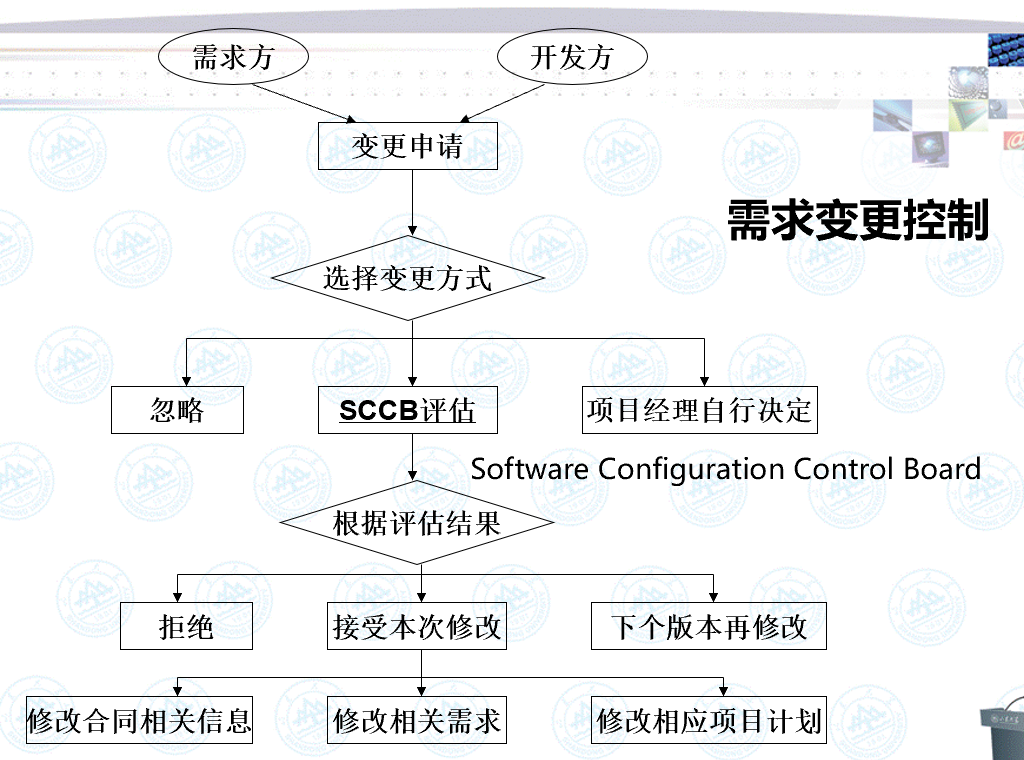 需求方
开发方
变更申请
需求变更控制
选择变更方式
忽略
SCCB评估
项目经理自行决定
Software Configuration Control Board
根据评估结果
拒绝
接受本次修改
下个版本再修改
修改合同相关信息
修改相关需求
修改相应项目计划